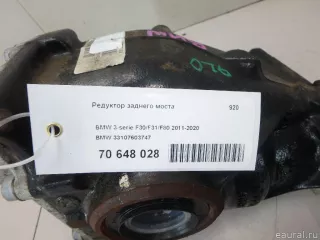 920
Редуктор заднего моста 920
BMW 3-serie F30/F31/F80 2011-2020
BMW 33107603747
70 648 028
eaural.ru